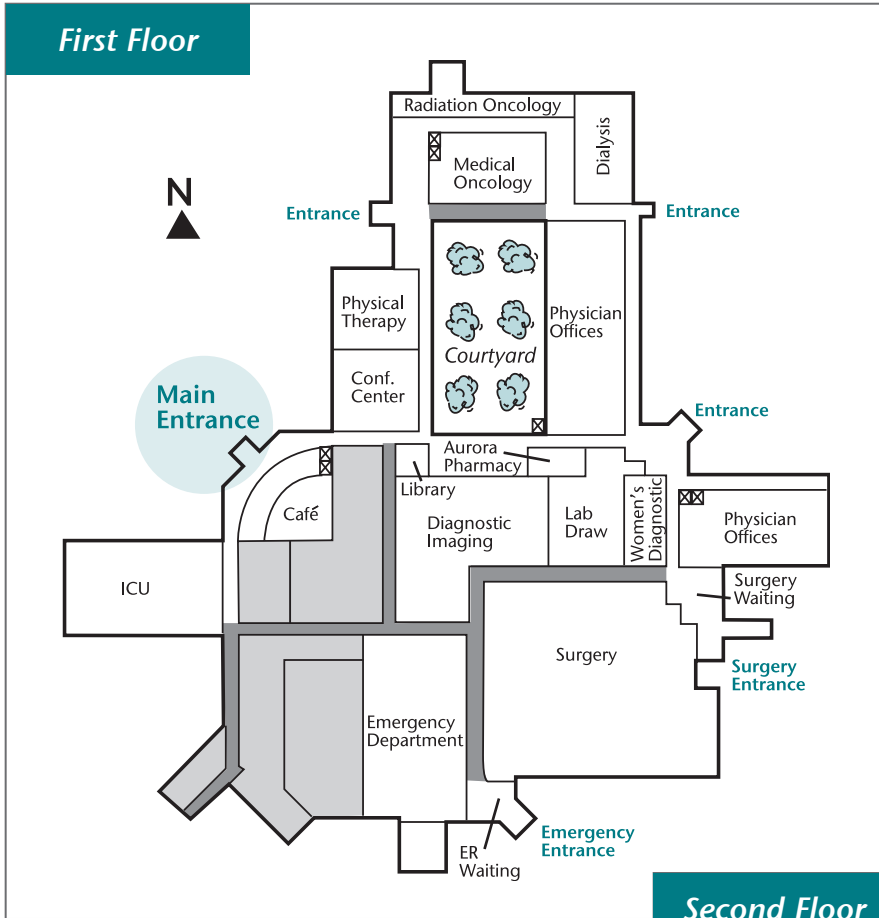 First Floor
Radiation Oncology
Dialysis
Medical
Oncology
N
Entrance
Entrance
Physical
Therapy
Physician
Offices
Courtyard
Conf.
Center
Main
Entrance
Entrance
Aurora
Pharmacy
Library
Café
Diagnostic
Imaging
Lab
Draw
Women's
Diagnostic
Physician
Offices
ICU
Surgery
Waiting
Surgery
Surgery
Entrance
Emergency
Department
Emergency
Entrance
ER
Waiting
Second Floor